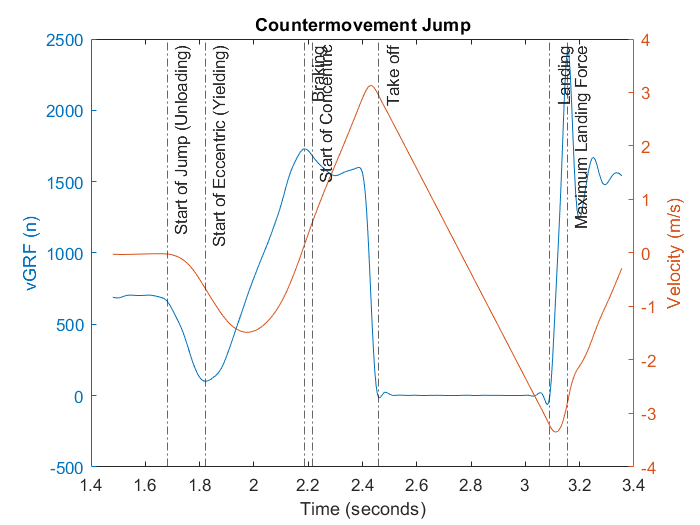 Countermovement Jump
2500
2000
1500
1000
500
0
-500
vGRF (n)
Start of Jump (Unloading)
Start of Eccentric (Yielding)
Braking
Start of Concentric
Take off
Landing
Maximum Landing Force
4
3
2
1
0
-1
-2
-3
-4
Velocity (m/s)
1.4 1.6 1.8 2 2.2 2.4 2.6 2.8 3 3.2 3.4
Time (seconds)